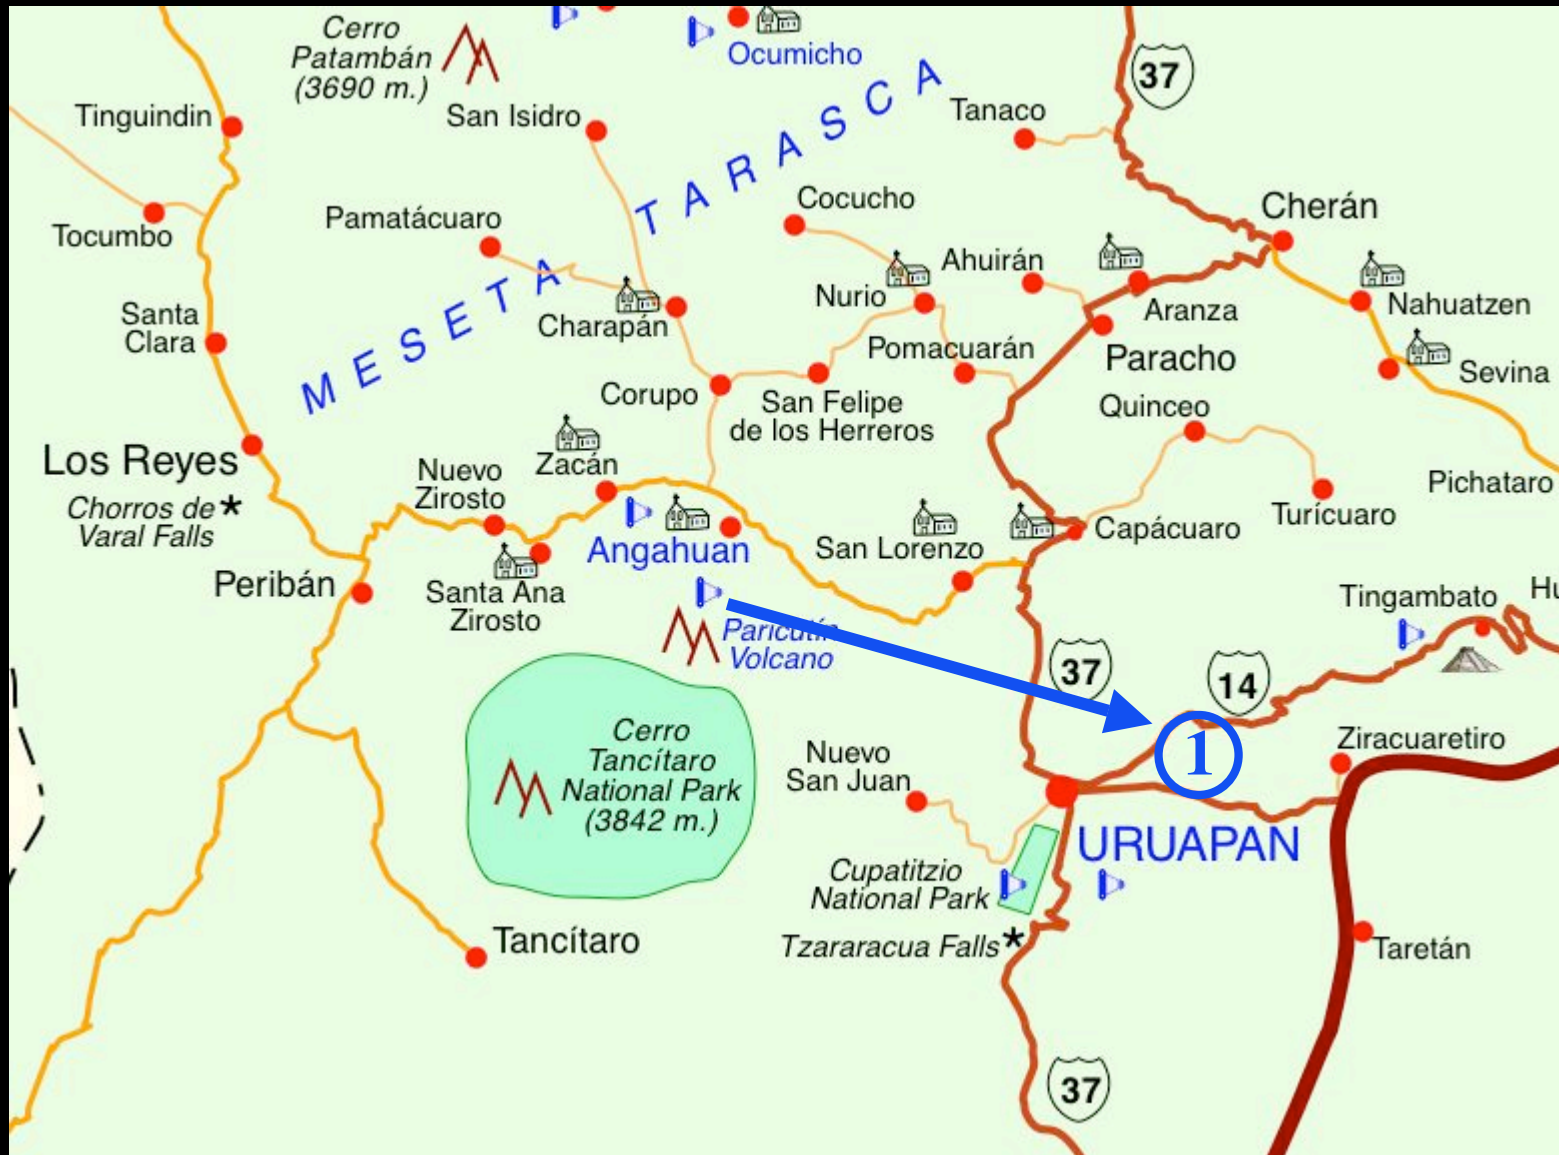 Cerro
Patambán
(3690 m.)
Ocumicho
37
Tinguindin
San Isidro
Tanaco
MESETA TARASCA
Tocumbo
Pamatácuaro
Cocucho
Cherán
Ahuirán
Nurio
Aranza
Nahuatzen
Santa
Clara
Charapán
Pomacuarán
Paracho
Sevina
Corupo
San Felipe
de los Herreros
Quinceo
Los Reyes
Nuevo
Zirosto
Zacán
Pichataro
Chorros de
Varal Falls
Turícuaro
Angahuan
San Lorenzo
Capácuaro
Peribán
Santa Ana
Zirosto
Tingambato
Hu
Paricutín
Volcano
37
14
Cerro
Tancítaro
National Park
(3842 m.)
Nuevo
San Juan
1
Ziracuaretiro
URUAPAN
Cupatitzio
National Park
Tancítaro
Tzararacua Falls
Taretán
37